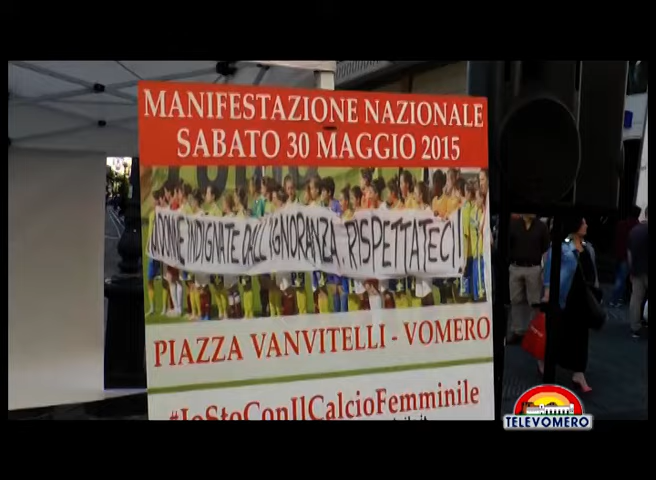 MANIFESTAZIONE NAZIONALE
SABATO 30 MAGGIO 2015
DONNE INDIGNATE DALL'IGNORANZA. RISPETTATECI!
PIAZZA VANVITELLI - VOMERO
#IoStoConIlCalcioFemminile
TELEVOMERO